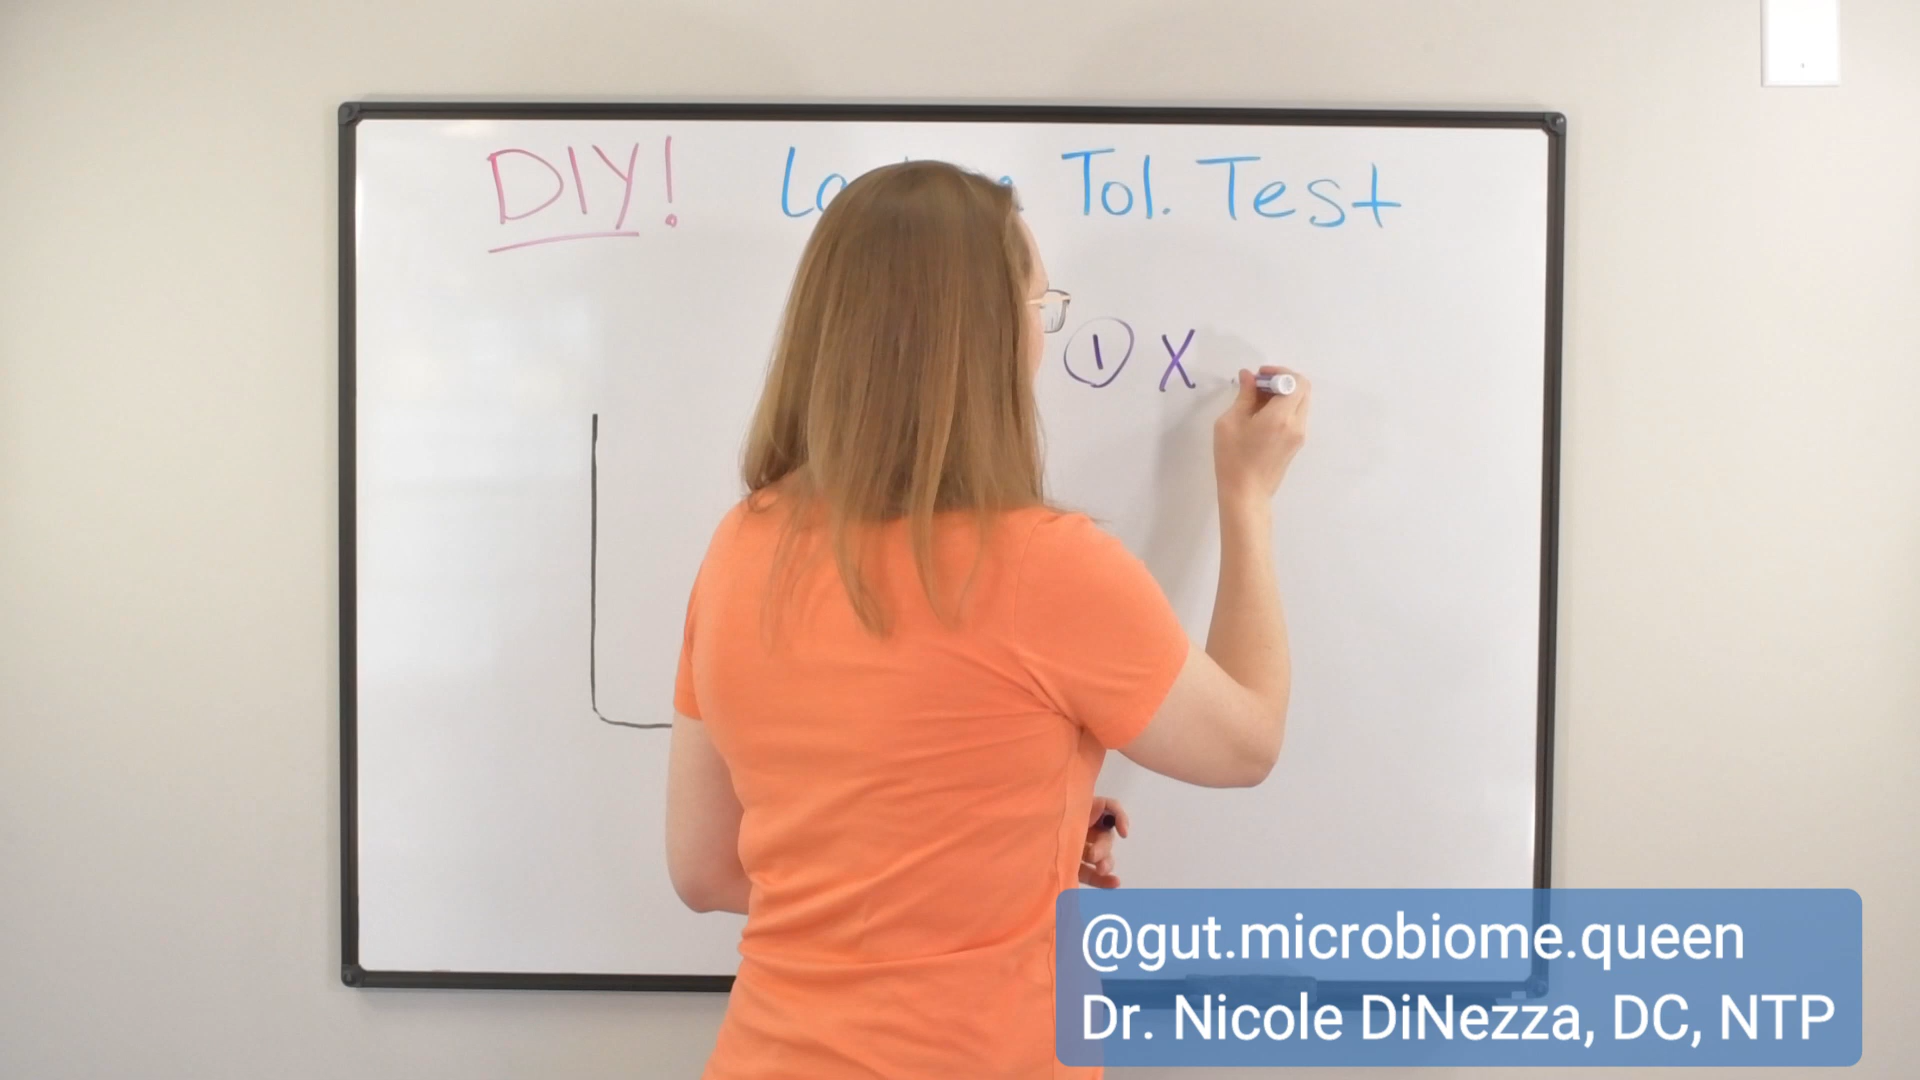 DIY! Tol. Test
① X
@gut.microbiome.queen
Dr. Nicole DiNezza, DC, NTP